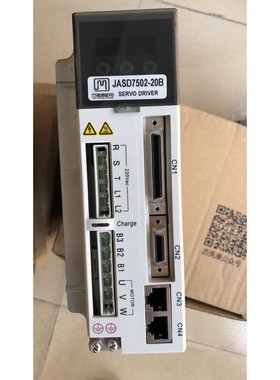 JASD7502-20B
SERVO DRIVER
R
S
T
L1
L2
220vac
Charge
B3
B2
B1
U
V
W
MOTOR
CN1
CN2
CN3
CN4